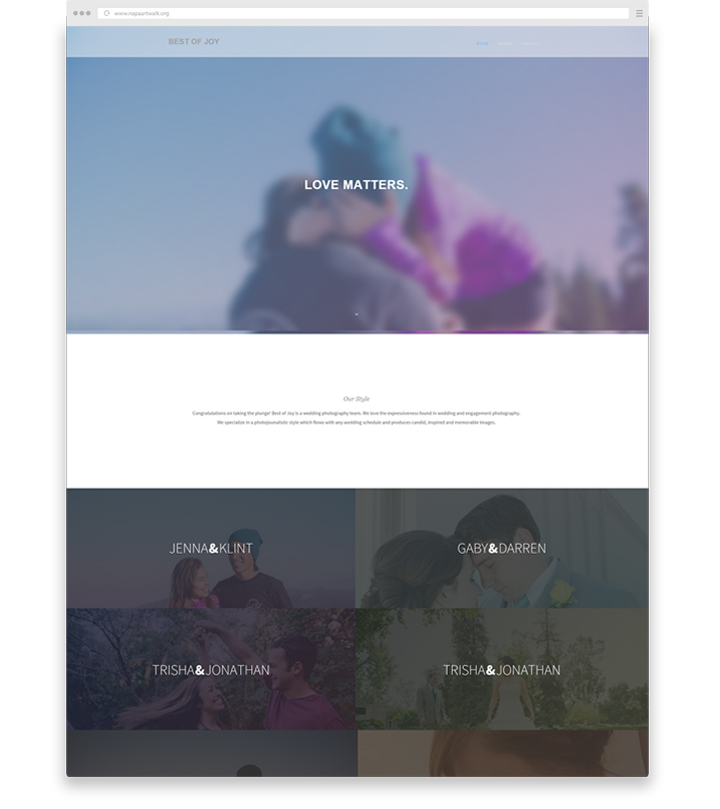 www.napaartwalk.org
BEST OF JOY
LOVE MATTERS.
Our Style
Congratulations on taking the plunge! Best of Joy is a wedding photography team. We love the expressiveness found in wedding and engagement photography.
We specialize in a photojournalistic style which flows with any wedding schedule and produces candid, inspired and memorable images.
JENNA&KLINT
GABY&DARREN
TRISHA&JONATHAN
TRISHA&JONATHAN